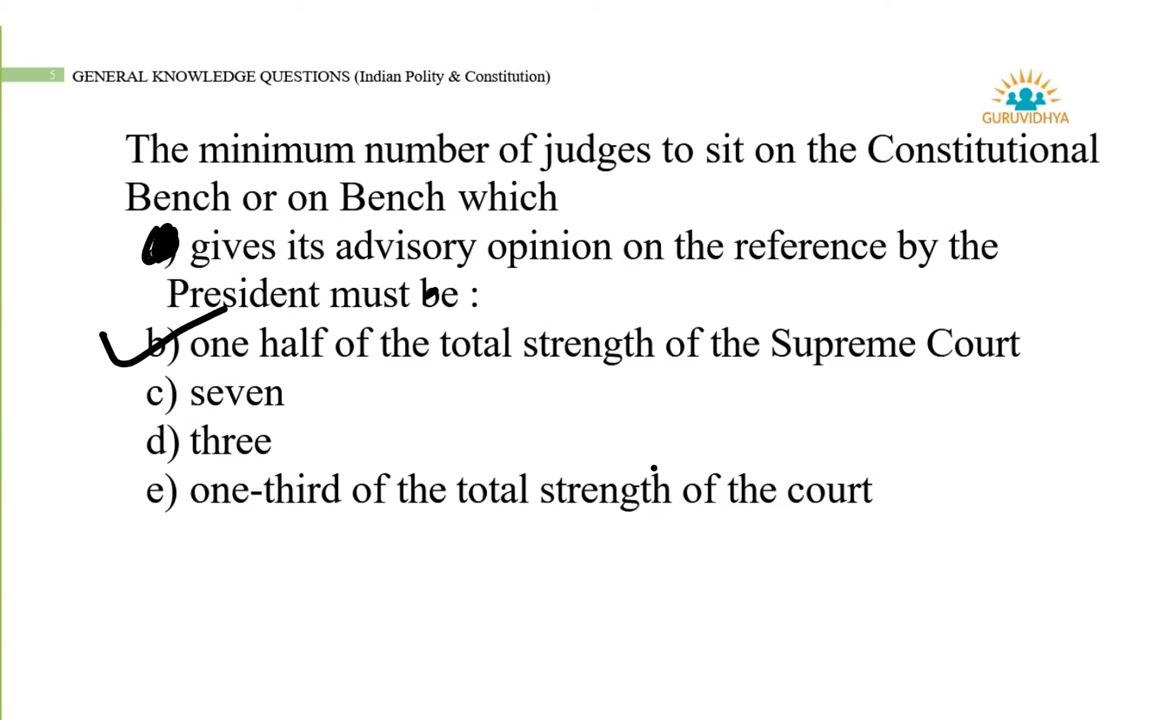 5 GENERAL KNOWLEDGE QUESTIONS (Indian Polity & Constitution)
GURUVIDHYA
The minimum number of judges to sit on the Constitutional
Bench or on Bench which
) gives its advisory opinion on the reference by the
President must be :
b) one half of the total strength of the Supreme Court
c) seven
d) three
e) one-third of the total strength of the court